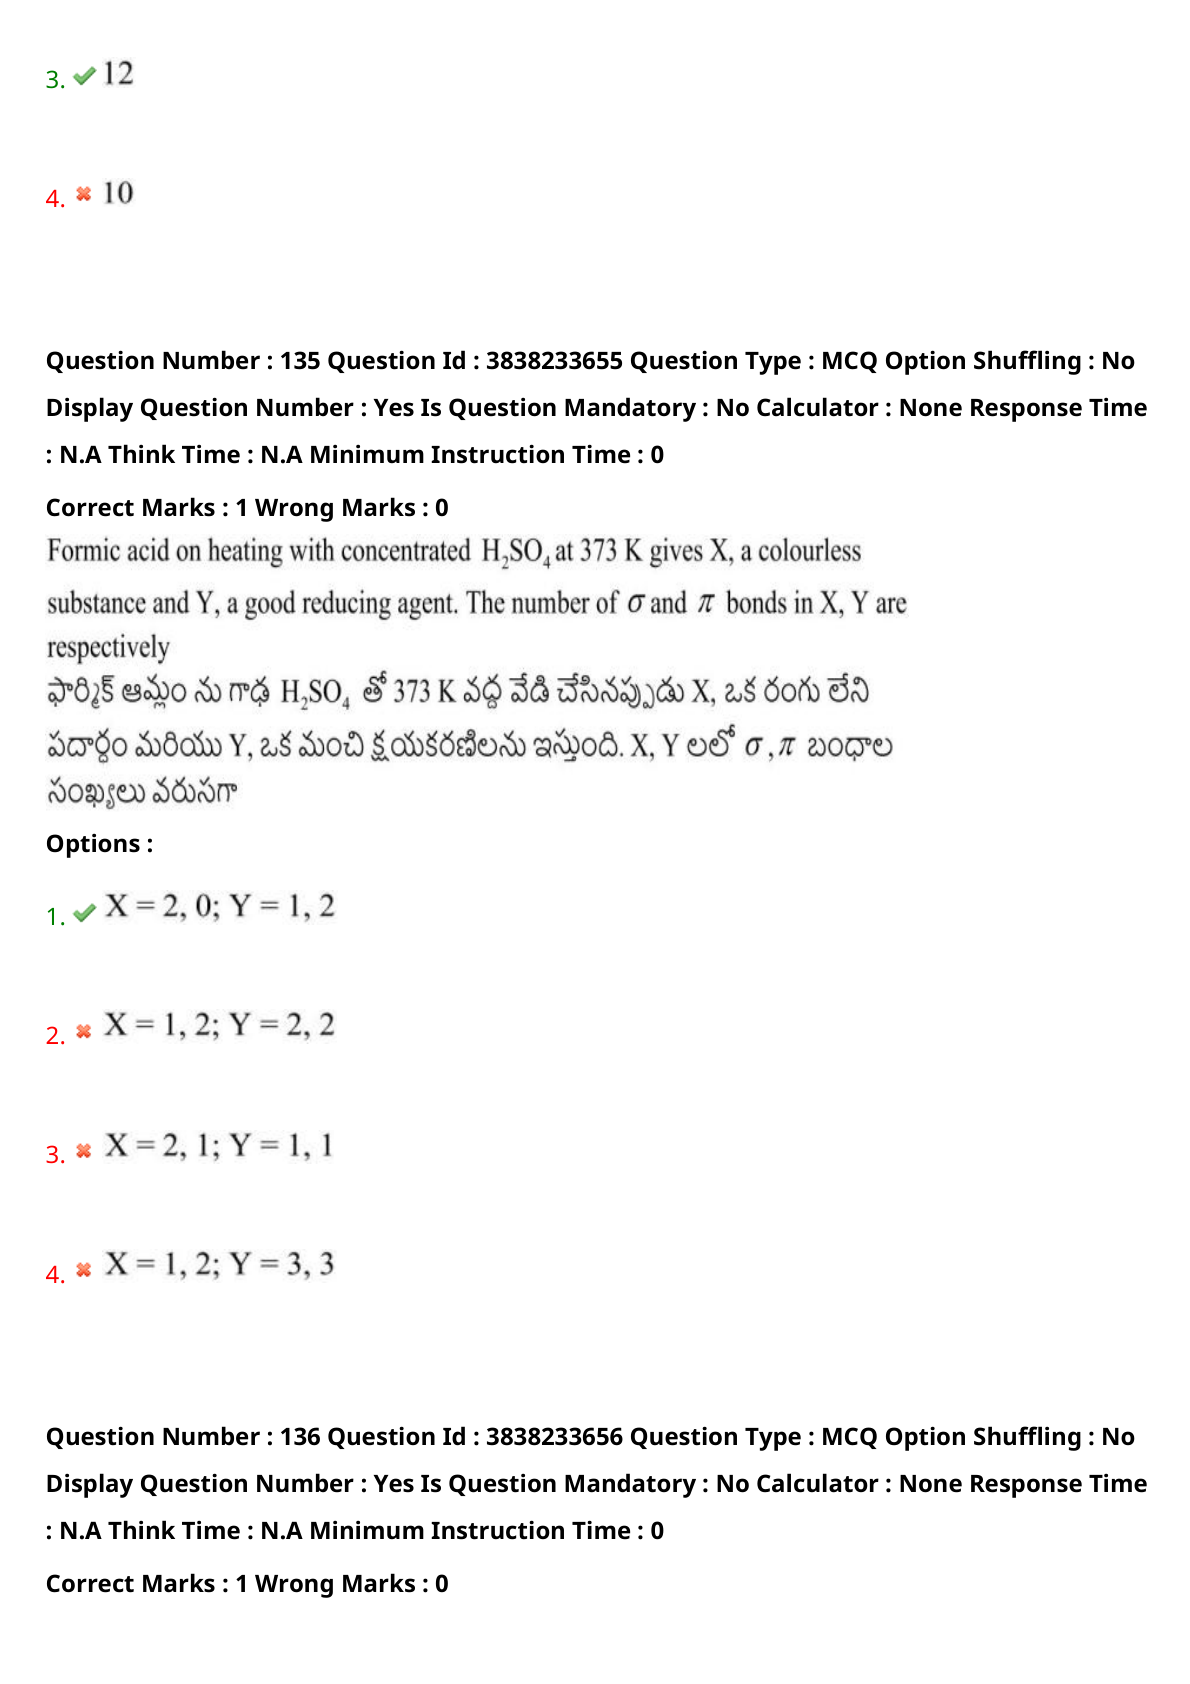 3. 12
4. 10
Question Number : 135 Question Id : 3838233655 Question Type : MCQ Option Shuffling : No
Display Question Number : Yes Is Question Mandatory : No Calculator : None Response Time
: N.A Think Time : N.A Minimum Instruction Time : 0
Correct Marks : 1 Wrong Marks : 0
Formic acid on heating with concentrated H₂SO₄ at 373 K gives X, a colourless
substance and Y, a good reducing agent. The number of σ and π bonds in X, Y are
respectively
ఫార్మిక్ ఆమ్లం ను గాఢ H₂SO₄ తో 373 K వద్ద వేడి చేసినప్పుడు X, ఒక రంగు లేని
పదార్థం మరియు Y, ఒక మంచి క్షయకరణిలను ఇస్తుంది. X, Y లలో σ , π బంధాల
సంఖ్యలు వరుసగా
Options :
1. X = 2, 0; Y = 1, 2
2. X = 1, 2; Y = 2, 2
3. X = 2, 1; Y = 1, 1
4. X = 1, 2; Y = 3, 3
Question Number : 136 Question Id : 3838233656 Question Type : MCQ Option Shuffling : No
Display Question Number : Yes Is Question Mandatory : No Calculator : None Response Time
: N.A Think Time : N.A Minimum Instruction Time : 0
Correct Marks : 1 Wrong Marks : 0